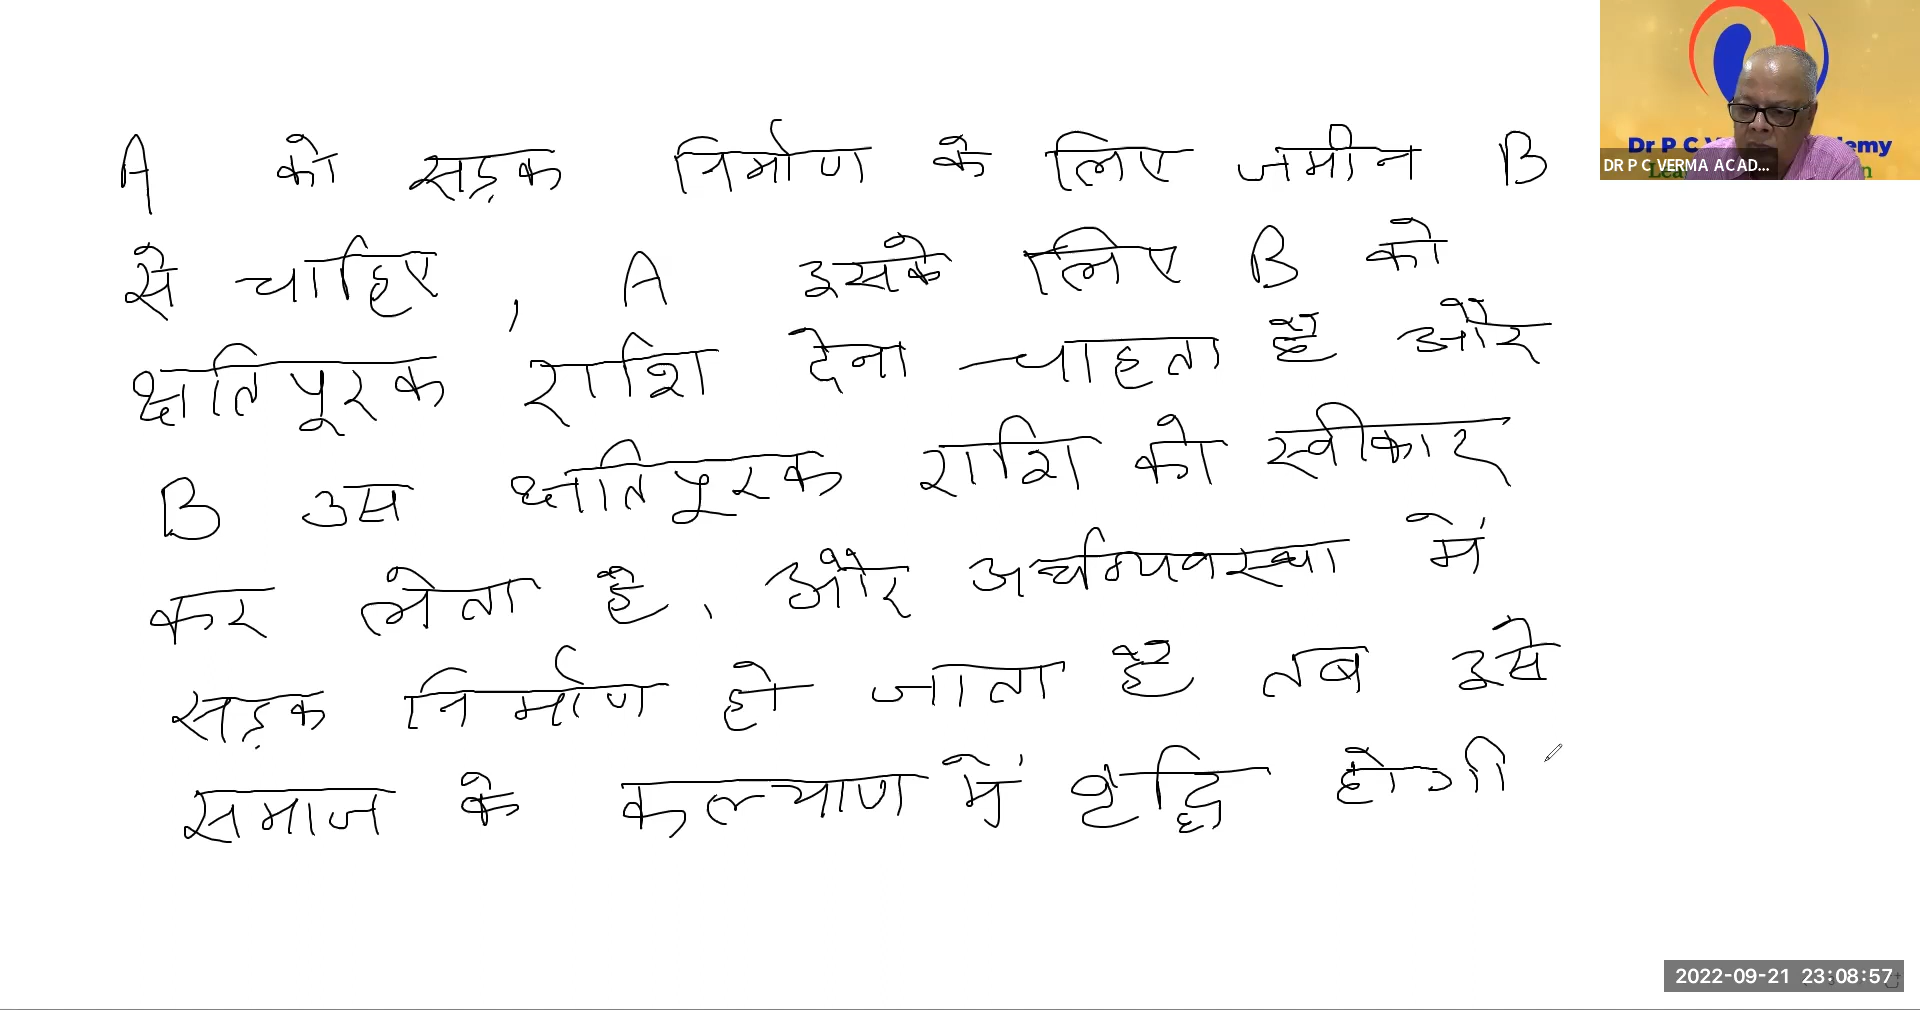 A को सड़क निर्माण के लिए जमीन B
से चाहिए, A इसके लिए B को
क्षतिपूरक राशि देना चाहता है और
B उस क्षतिपूरक राशि को स्वीकार
कर लेता है, और अर्थव्यवस्था में
सड़क निर्माण हो जाता है तब उसे
समाज के कल्याण में वृद्धि होगी
Dr P C V emy
DR P C VERMA ACAD...
2022-09-21 23:08:57